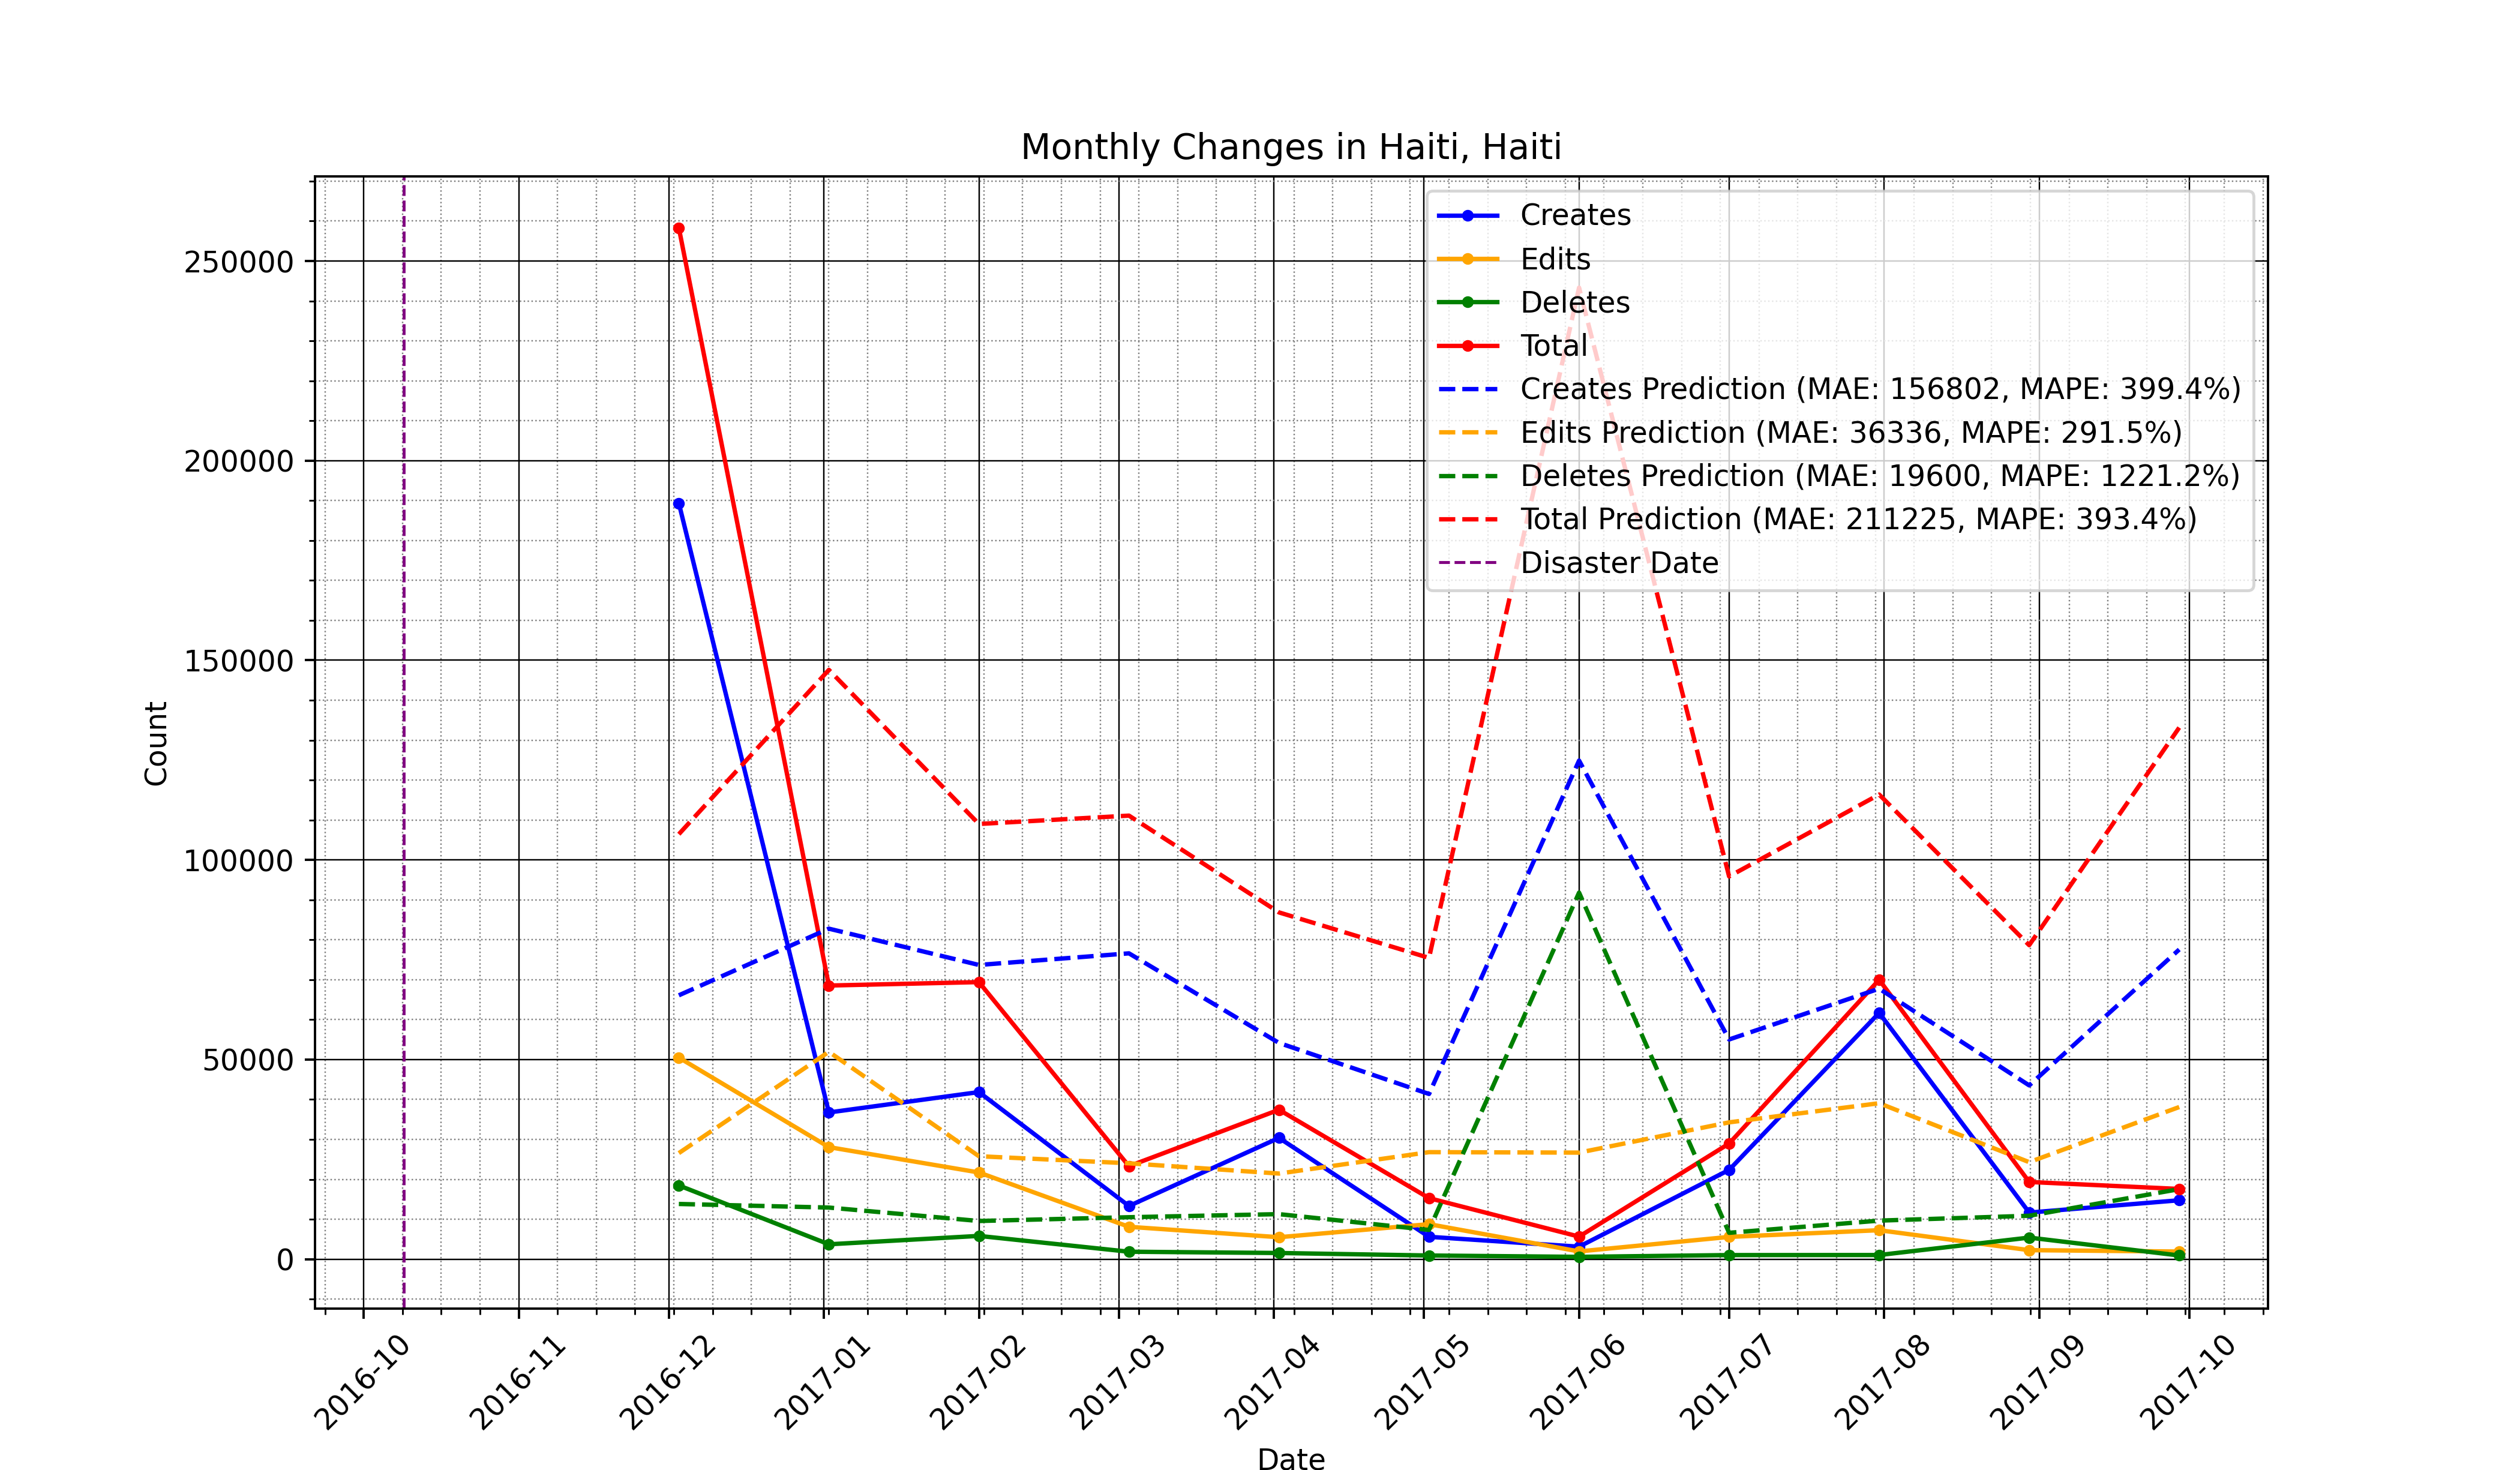 Monthly Changes in Haiti, Haiti
Creates
Edits
Deletes
Total
Creates Prediction (MAE: 156802, MAPE: 399.4%)
Edits Prediction (MAE: 36336, MAPE: 291.5%)
Deletes Prediction (MAE: 19600, MAPE: 1221.2%)
Total Prediction (MAE: 211225, MAPE: 393.4%)
Disaster Date
250000
200000
150000
100000
50000
0
Count
2016-10
2016-11
2016-12
2017-01
2017-02
2017-03
2017-04
2017-05
2017-06
2017-07
2017-08
2017-09
2017-10
Date